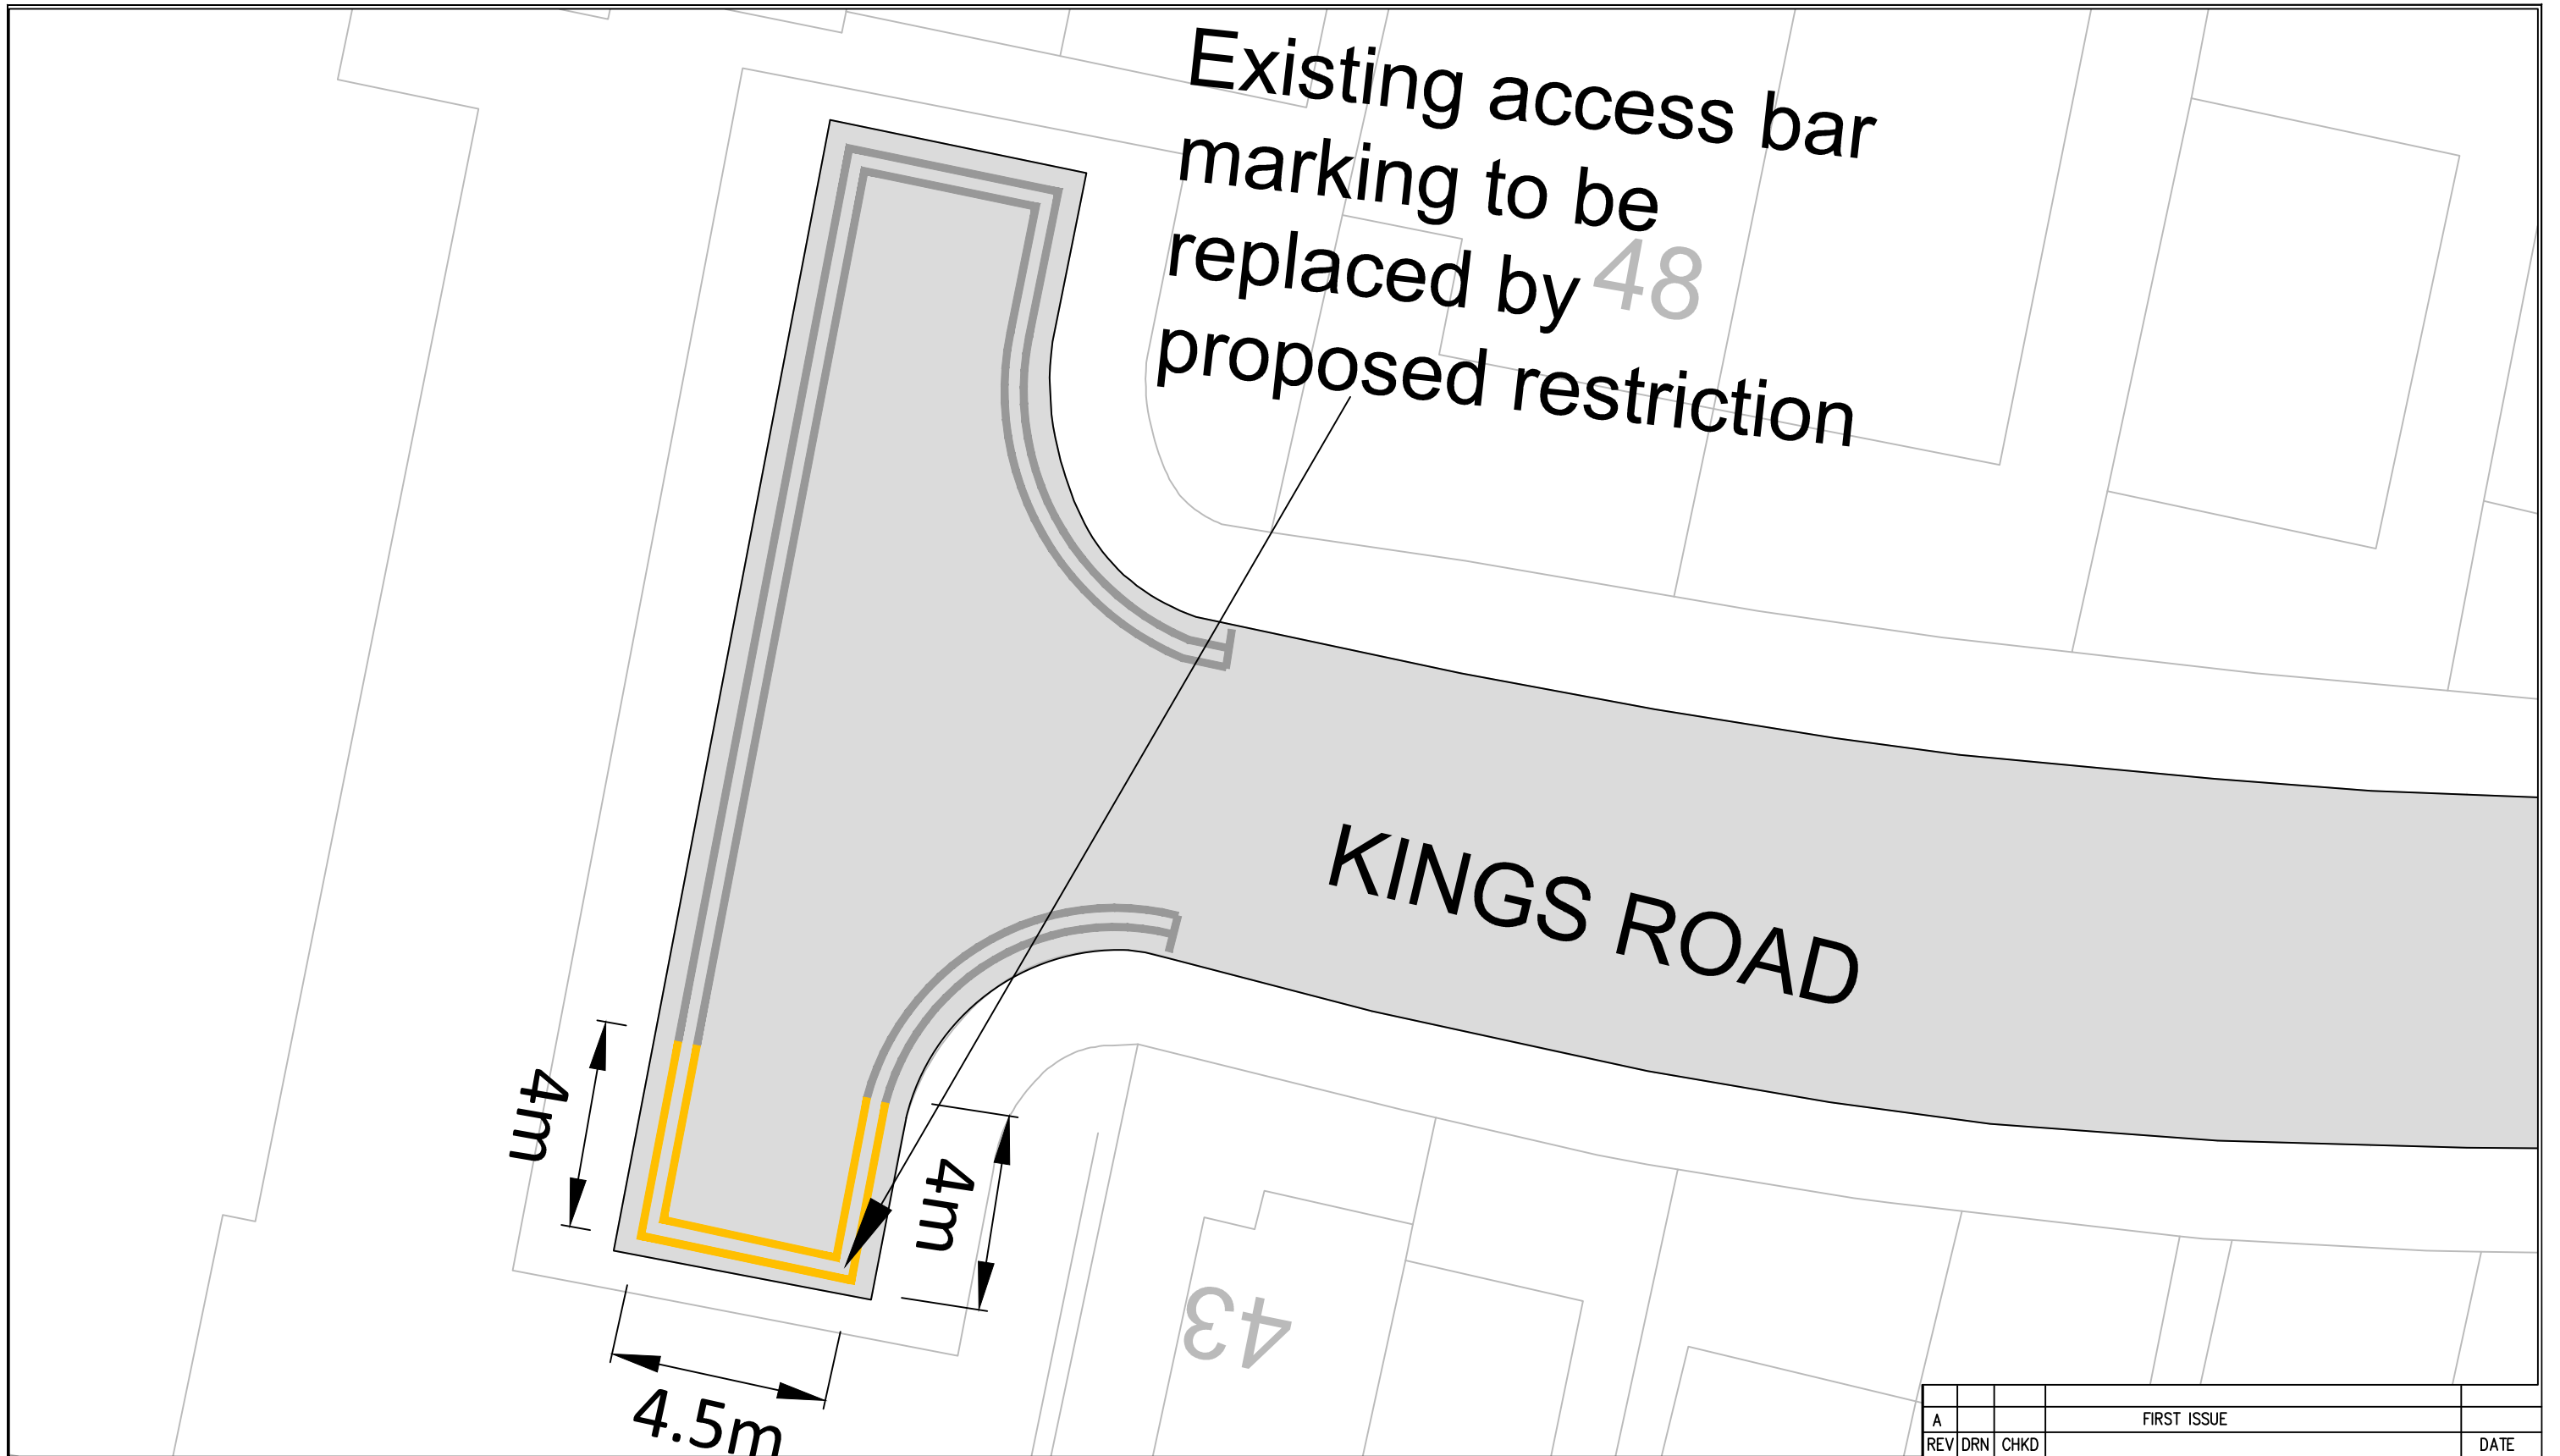 Existing access bar
marking to be
replaced by
proposed restriction
48
KINGS ROAD
4m
4m
43
4.5m
A FIRST ISSUE
REV DRN CHKD DATE